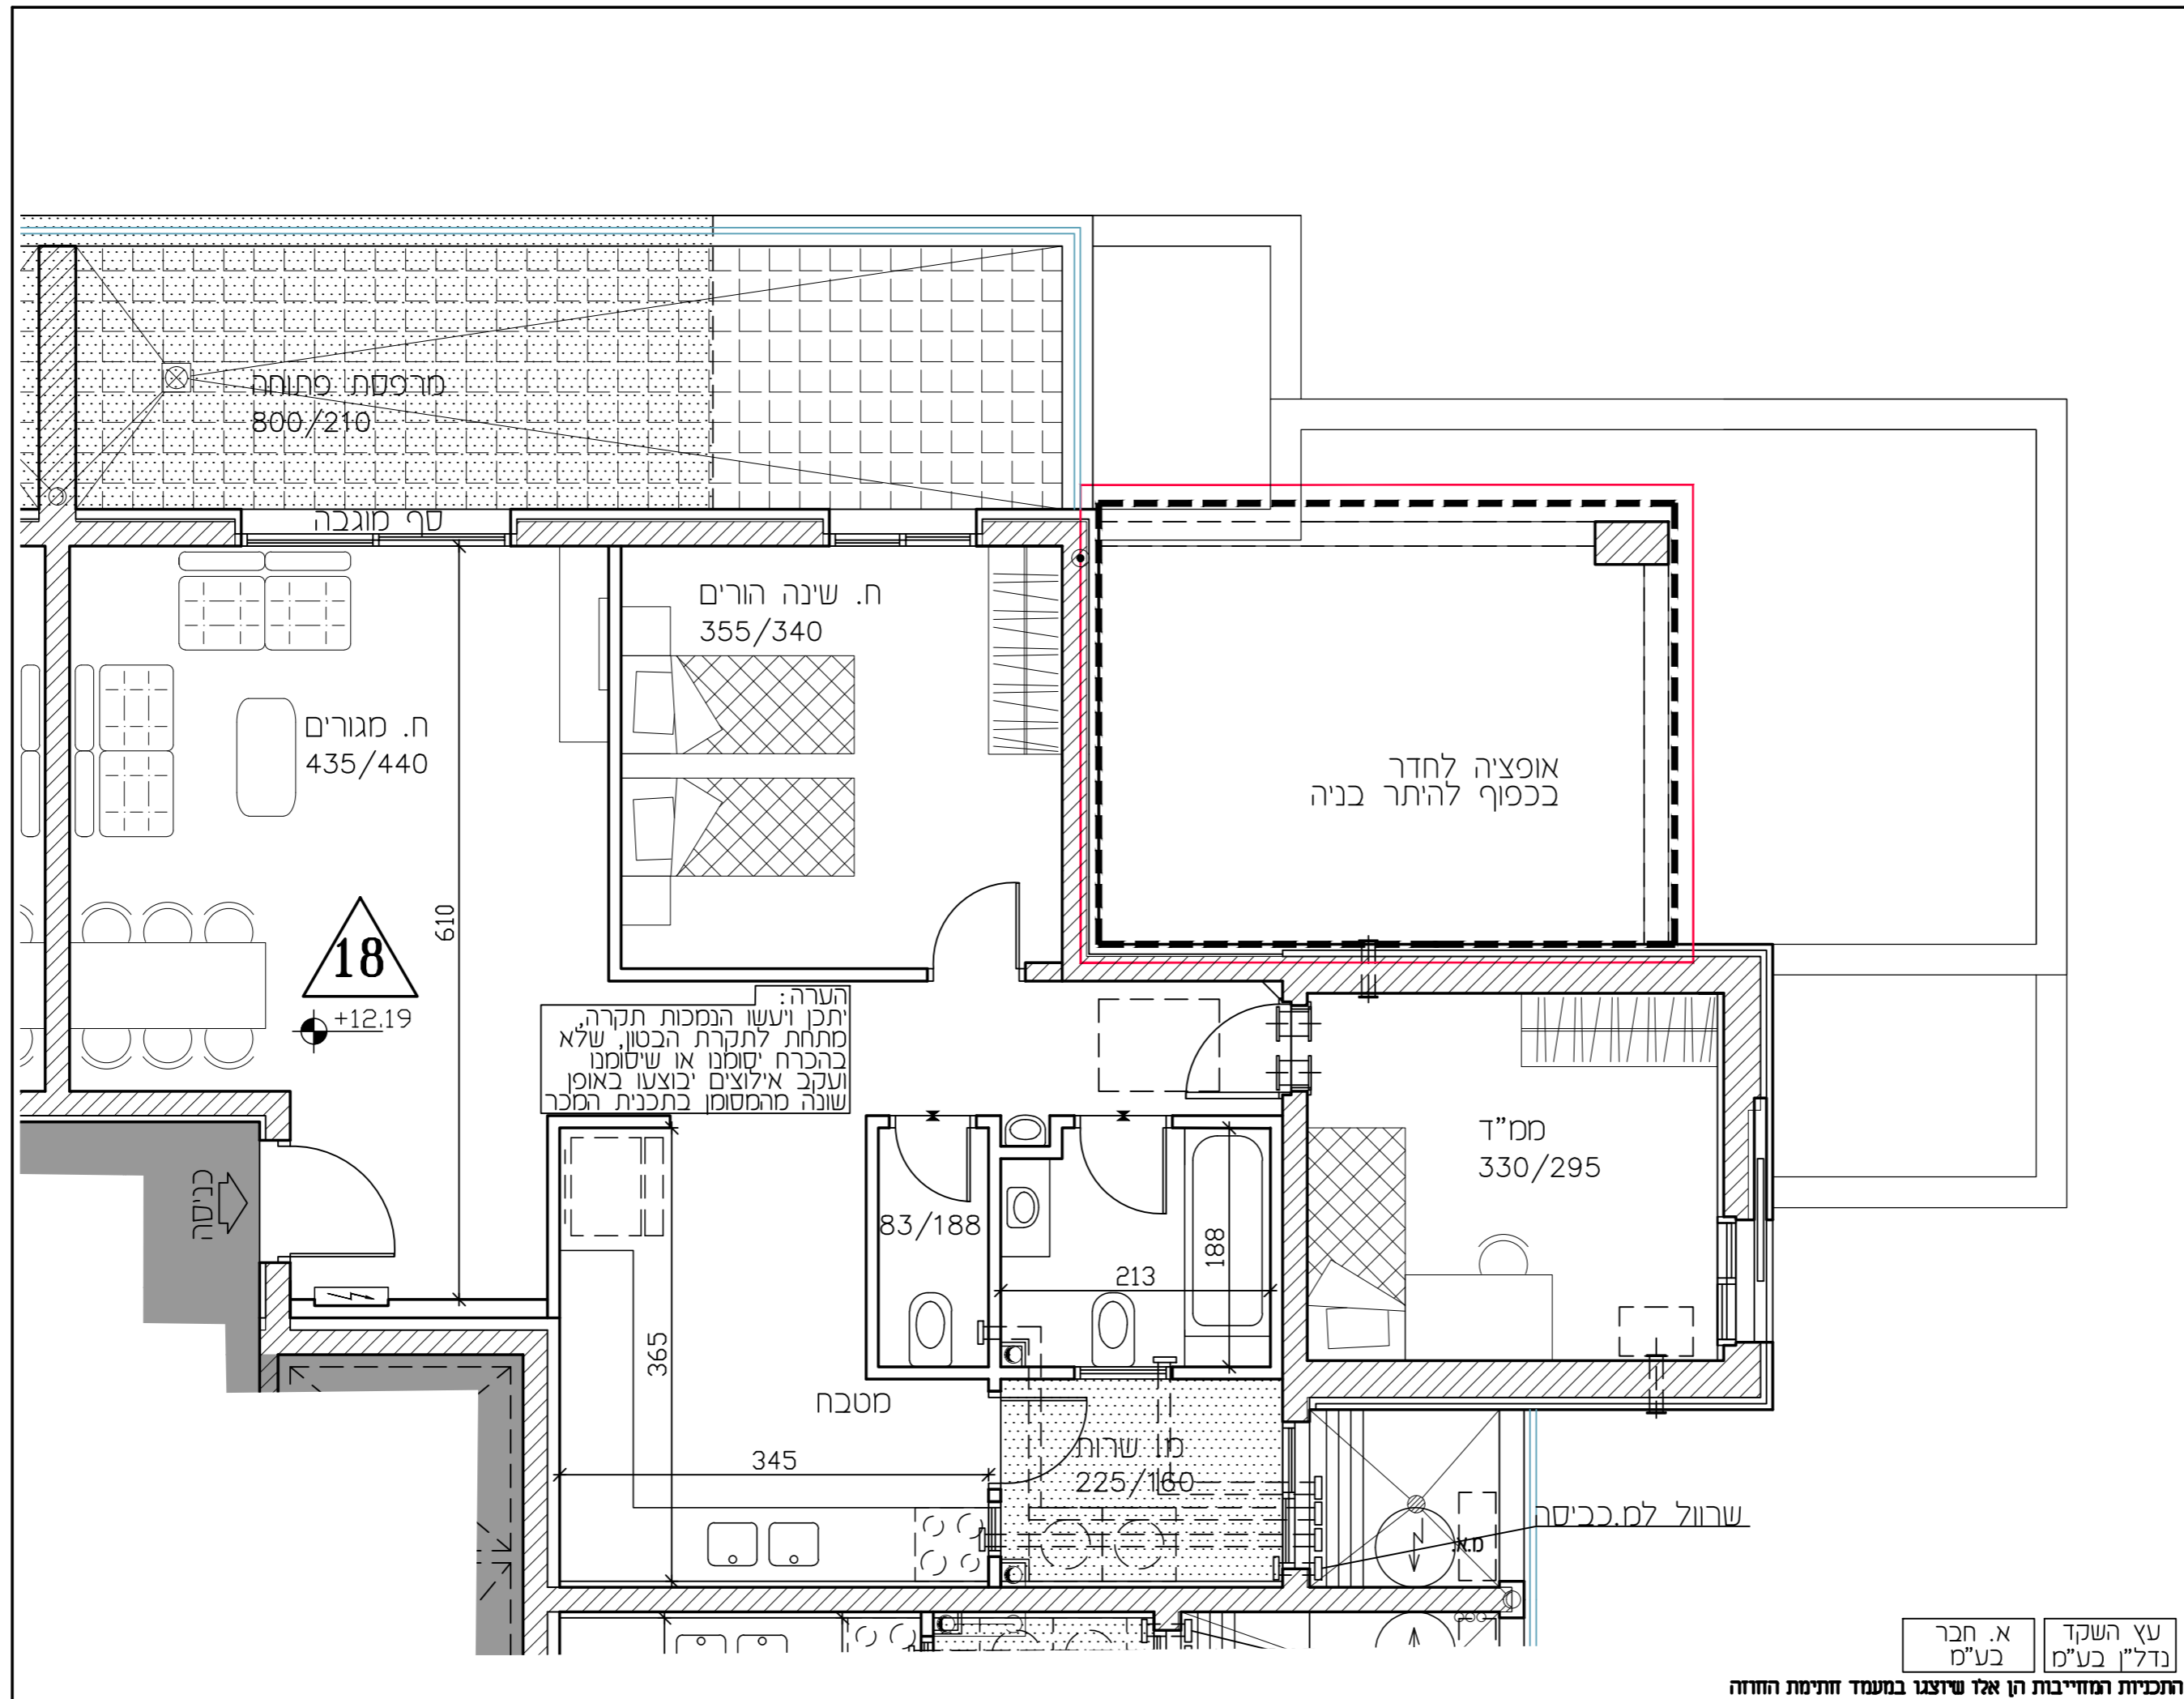 מרפסת פתוחה
800/210
סף מוגבה
ח. שינה הורים
355/340
ח. מגורים
435/440
610
18
+12.19
אופציה לחדר
בכפוף להיתר בניה
הערה:
יתכן ויעשו הנמכות תקרה,
מתחת לתקרת הבטון, שלא
בהכרח יסומנו או שיסומנו
ועקב אילוצים יבוצעו באופן
שונה מהמסומן בתכנית המכר
ממ"ד
330/295
כניסה
83/188
188
213
365
מטבח
345
מ. שרות
225/160
שרוול למ.כביסה
מ.א.
עץ השקד
נדל"ן בע"מ
א. חבר
בע"מ
התכניות המחייבות הן אלו שיוצגו במעמד חתימת החוזה